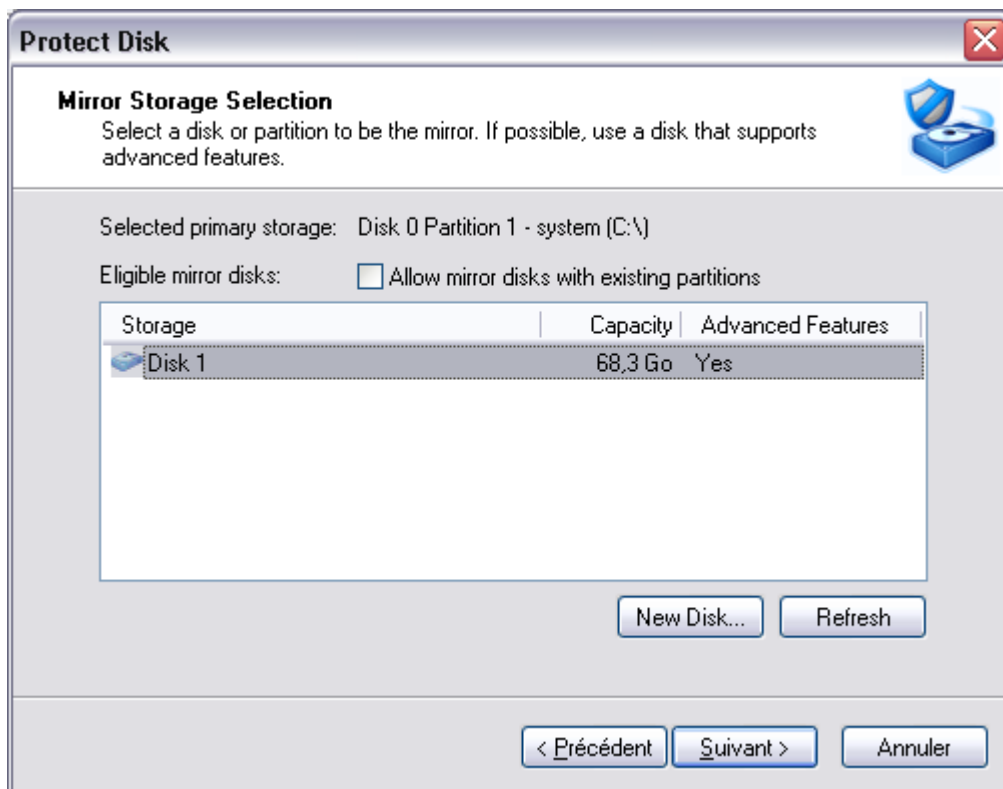 Protect Disk
Mirror Storage Selection
Select a disk or partition to be the mirror. If possible, use a disk that supports
advanced features.
Selected primary storage: Disk 0 Partition 1 - system (C:\)
Eligible mirror disks: Allow mirror disks with existing partitions
Storage Capacity Advanced Features
Disk 1 68,3 Go Yes
New Disk... Refresh
< Précédent Suivant > Annuler